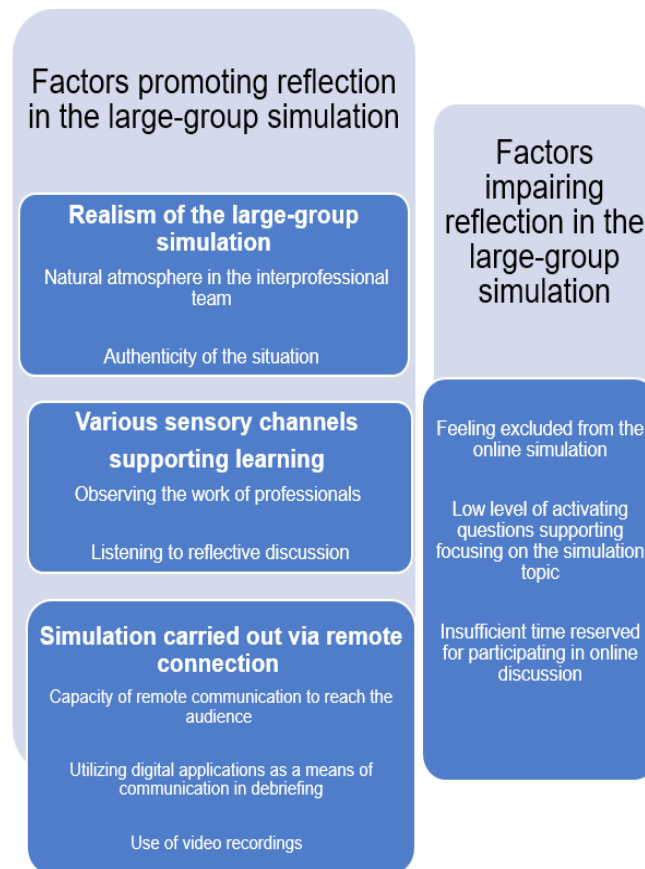 Factors promoting reflection
in the large-group simulation
Realism of the large-group
simulation
Natural atmosphere in the interprofessional
team
Authenticity of the situation
Various sensory channels
supporting learning
Observing the work of professionals
Listening to reflective discussion
Simulation carried out via remote
connection
Capacity of remote communication to reach the
audience
Utilizing digital applications as a means of
communication in debriefing
Use of video recordings
Factors
impairing
reflection in the
large-group
simulation
Feeling excluded from the
online simulation
Low level of activating
questions supporting
focusing on the simulation
topic
Insufficient time reserved
for participating in online
discussion